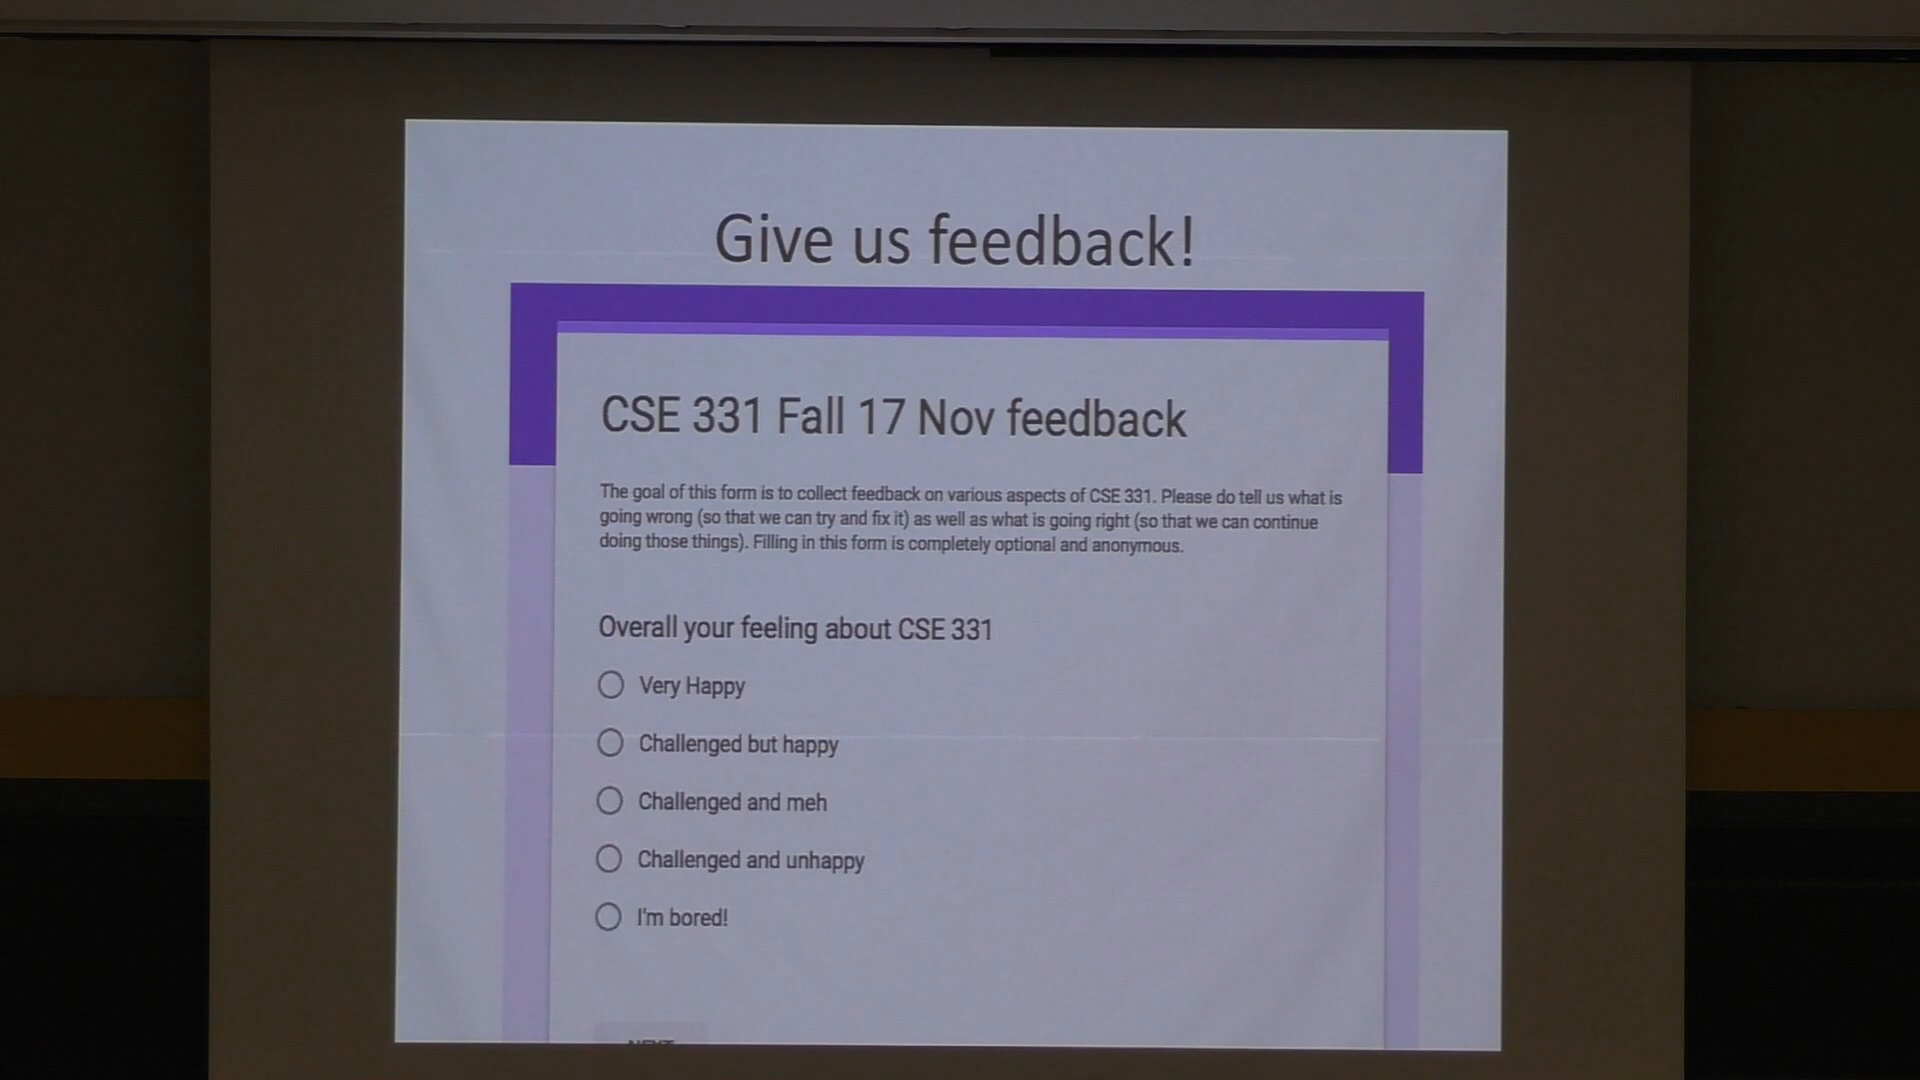 Give us feedback!
CSE 331 Fall 17 Nov feedback
The goal of this form is to collect feedback on various aspects of CSE 331. Please do tell us what is
going wrong (so that we can try and fix it) as well as what is going right (so that we can continue
doing those things). Filling in this form is completely optional and anonymous.
Overall your feeling about CSE 331
Very Happy
Challenged but happy
Challenged and meh
Challenged and unhappy
I'm bored!